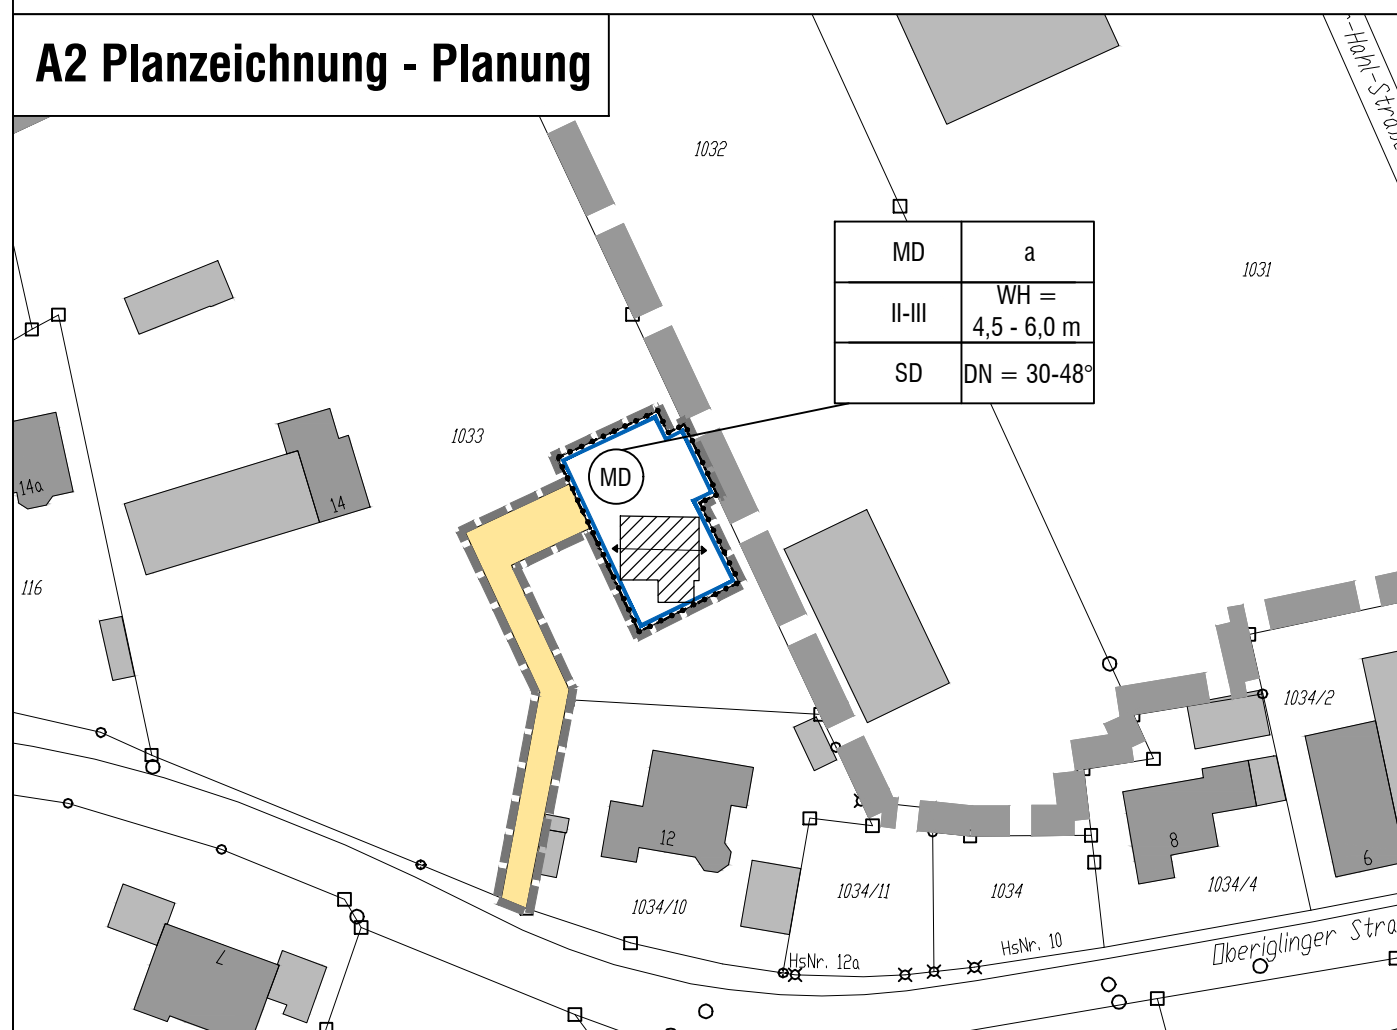 A2 Planzeichnung - Planung
-Hahl-Straße
1032
MD a
II-III WH =
4,5 - 6,0 m
SD DN = 30-48°
1031
1033
MD
14a
14
116
1034/2
12
8
6
1034/10
1034/11
1034
1034/4
HsNr. 12a
HsNr. 10
Oberiglinger Stra
7